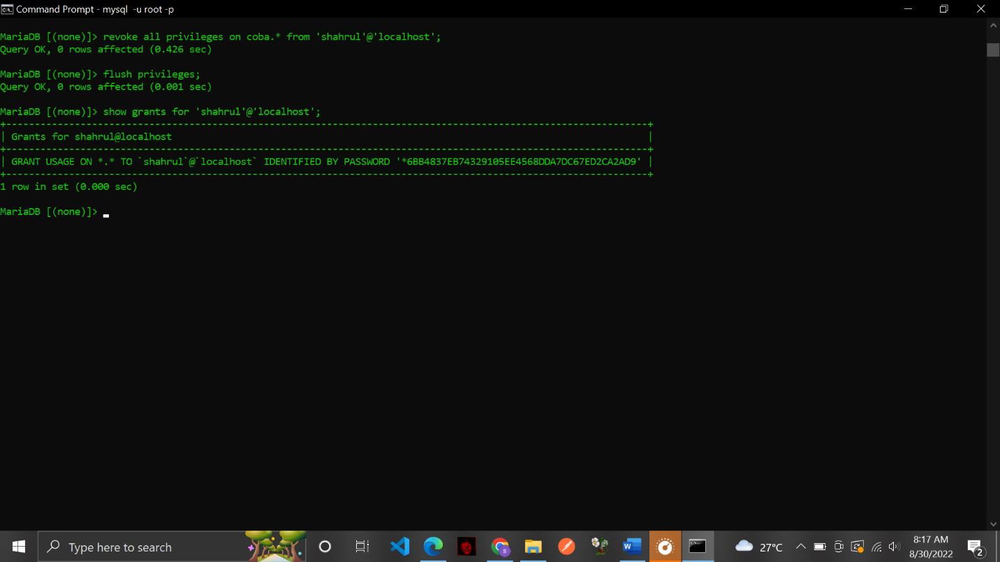 Command Prompt - mysql  -u root -p
MariaDB [(none)]> revoke all privileges on coba.* from 'shahrul'@'localhost';
Query OK, 0 rows affected (0.426 sec)
MariaDB [(none)]> flush privileges;
Query OK, 0 rows affected (0.001 sec)
MariaDB [(none)]> show grants for 'shahrul'@'localhost';
+----------------------------------------------------------------------------------------------------------------+
| Grants for shahrul@localhost                                                                                   |
+----------------------------------------------------------------------------------------------------------------+
| GRANT USAGE ON *.* TO `shahrul`@`localhost` IDENTIFIED BY PASSWORD '*6BB4837EB74329105EE4568DDA7DC67ED2CA2AD9' |
+----------------------------------------------------------------------------------------------------------------+
1 row in set (0.000 sec)
MariaDB [(none)]>
Type here to search
27°C
8:17 AM
8/30/2022
2